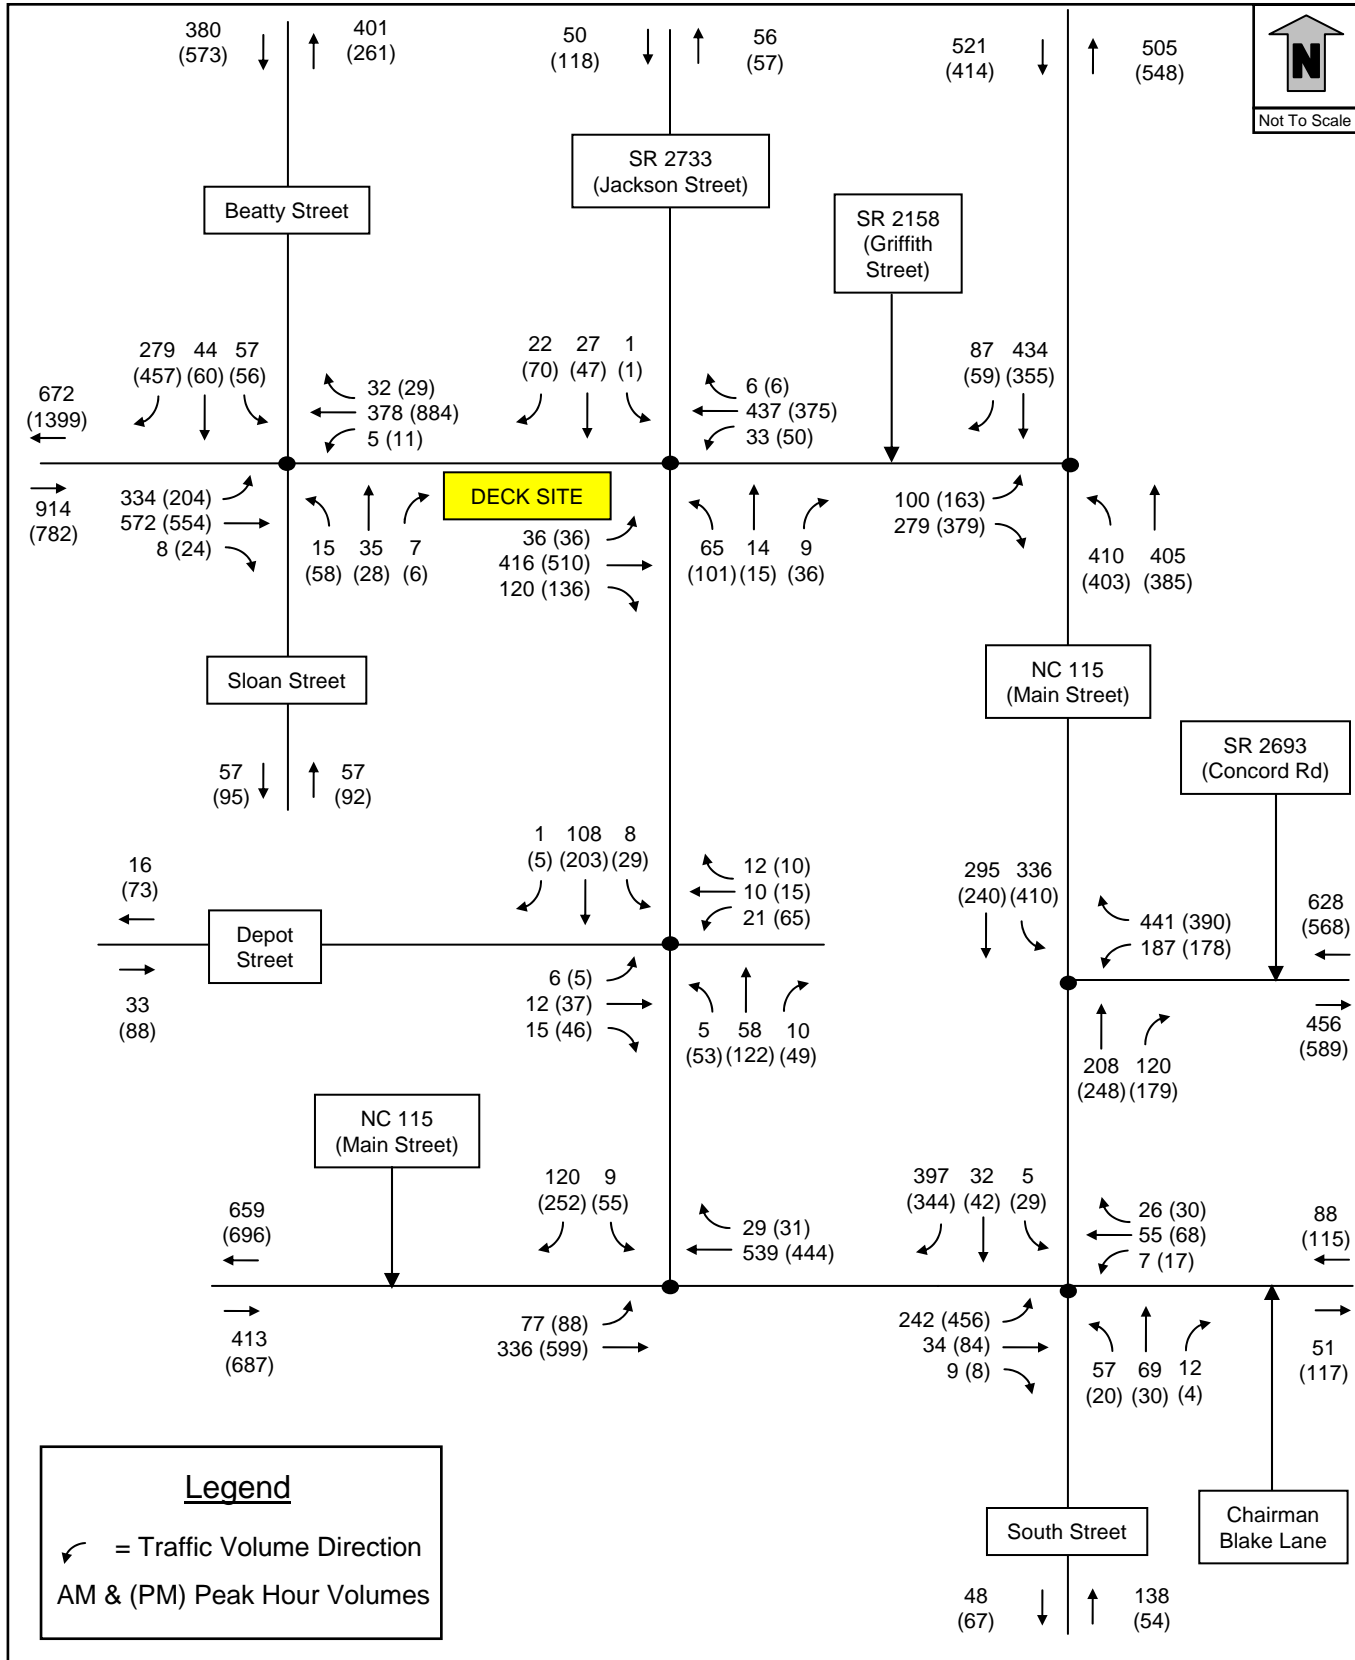 380 401 50 56 521 505
(573) (261) (118) (57) (414) (548)
N
Not To Scale
SR 2733
(Jackson Street)
Beatty Street
SR 2158
(Griffith
Street)
279 44 57 22 27 1 87 434
(457) (60) (56) (70) (47) (1) (59) (355)
672
(1399)
32 (29) 6 (6)
378 (884) 437 (375)
5 (11) 33 (50)
DECK SITE
914
(782)
334 (204) 100 (163)
572 (554) 279 (379)
8 (24)
15 35 7
(58) (28) (6)
36 (36)
416 (510)
120 (136)
65 14 9
(101) (15) (36)
410 405
(403) (385)
Sloan Street
NC 115
(Main Street)
SR 2693
(Concord Rd)
57 57
(95) (92)
1 108 8
(5) (203) (29)
16
(73)
12 (10)
10 (15)
21 (65)
295 336
(240) (410)
441 (390)
187 (178)
628
(568)
Depot
Street
33
(88)
6 (5)
12 (37)
15 (46)
5 58 10
(53) (122) (49)
208 120
(248) (179)
456
(589)
NC 115
(Main Street)
120 9
(252) (55)
397 32 5
(344) (42) (29)
659
(696)
29 (31)
539 (444)
26 (30)
55 (68)
7 (17)
88
(115)
413
(687)
77 (88)
336 (599)
242 (456)
34 (84)
9 (8)
57 69 12
(20) (30) (4)
51
(117)
Legend
= Traffic Volume Direction
AM & (PM) Peak Hour Volumes
South Street
Chairman
Blake Lane
48 138
(67) (54)